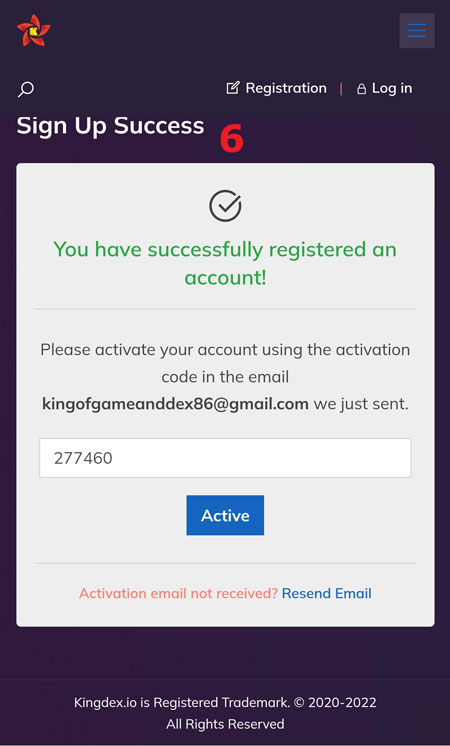 K
Registration | Log in
Sign Up Success
6
You have successfully registered an
account!
Please activate your account using the activation
code in the email
kingofgameanddex86@gmail.com we just sent.
277460
Active
Activation email not received? Resend Email
Kingdex.io is Registered Trademark. © 2020-2022
All Rights Reserved